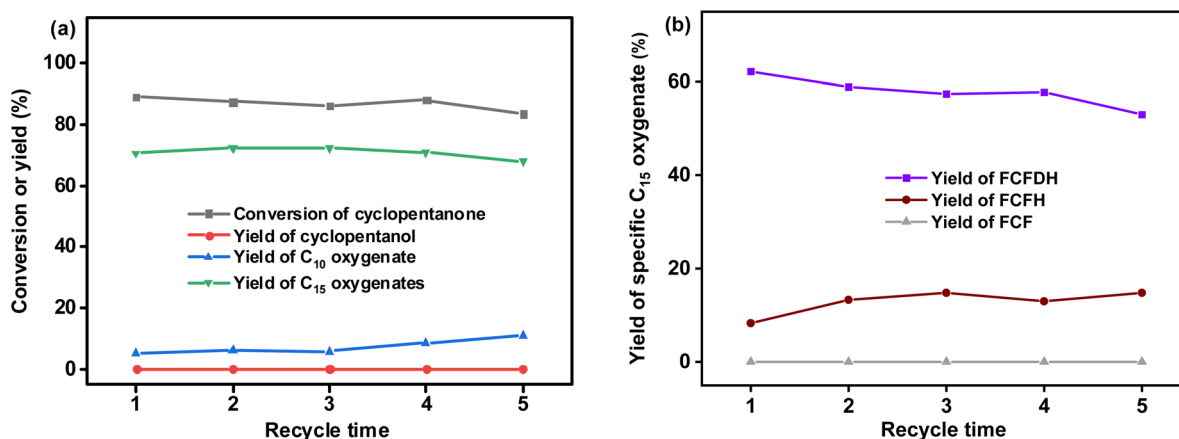 (a)
Conversion or yield (%)
100
80
60
40
20
0
Conversion of cyclopentanone
Yield of cyclopentanol
Yield of C₁₀ oxygenate
Yield of C₁₅ oxygenates
1 2 3 4 5
Recycle time
(b)
Yield of specific C₁₅ oxygenate (%)
60
40
20
0
Yield of FCFDH
Yield of FCFH
Yield of FCF
1 2 3 4 5
Recycle time